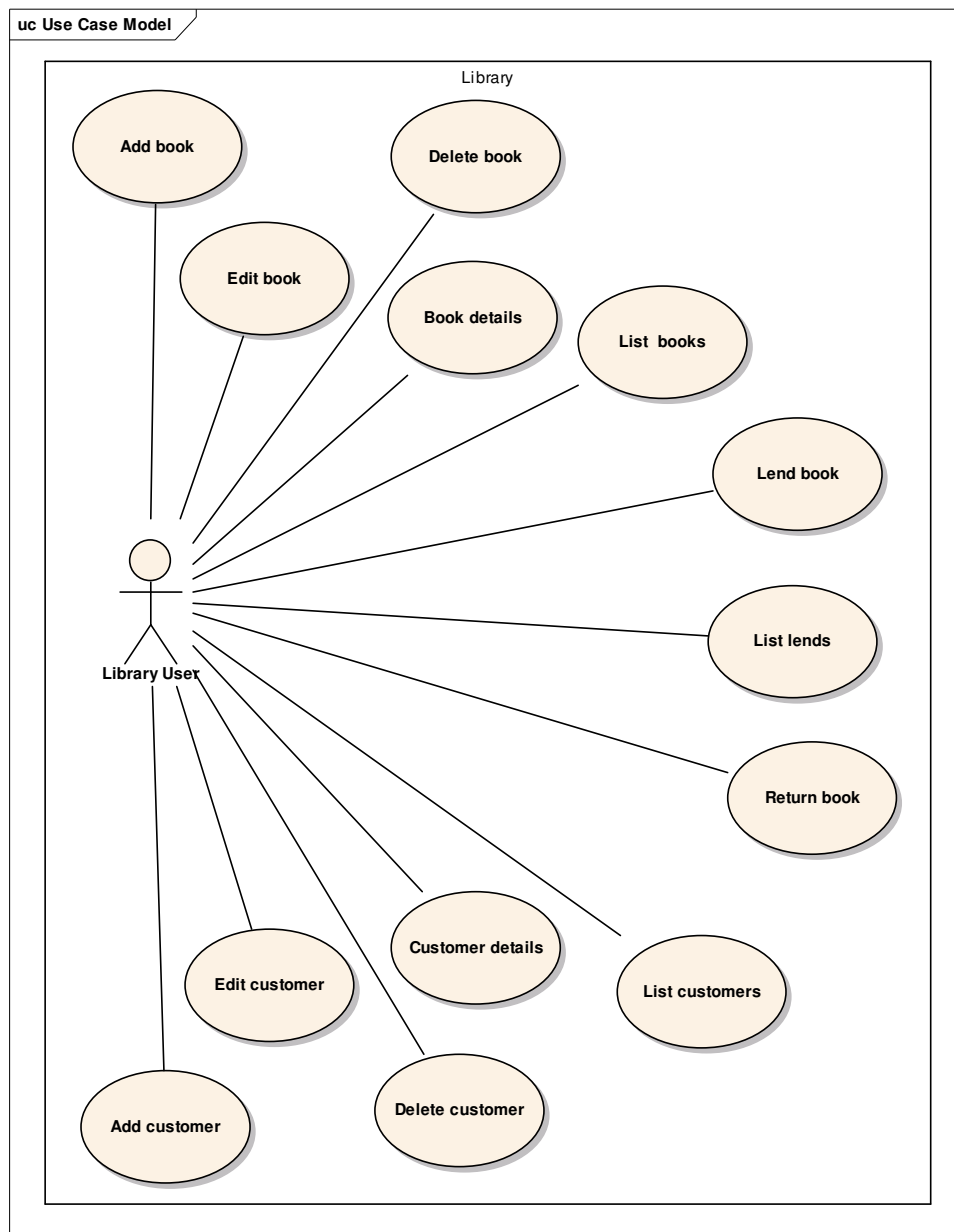 uc Use Case Model
Library
Add book
Delete book
Edit book
Book details
List  books
Lend book
List lends
Library User
Return book
Customer details
Edit customer
List customers
Delete customer
Add customer